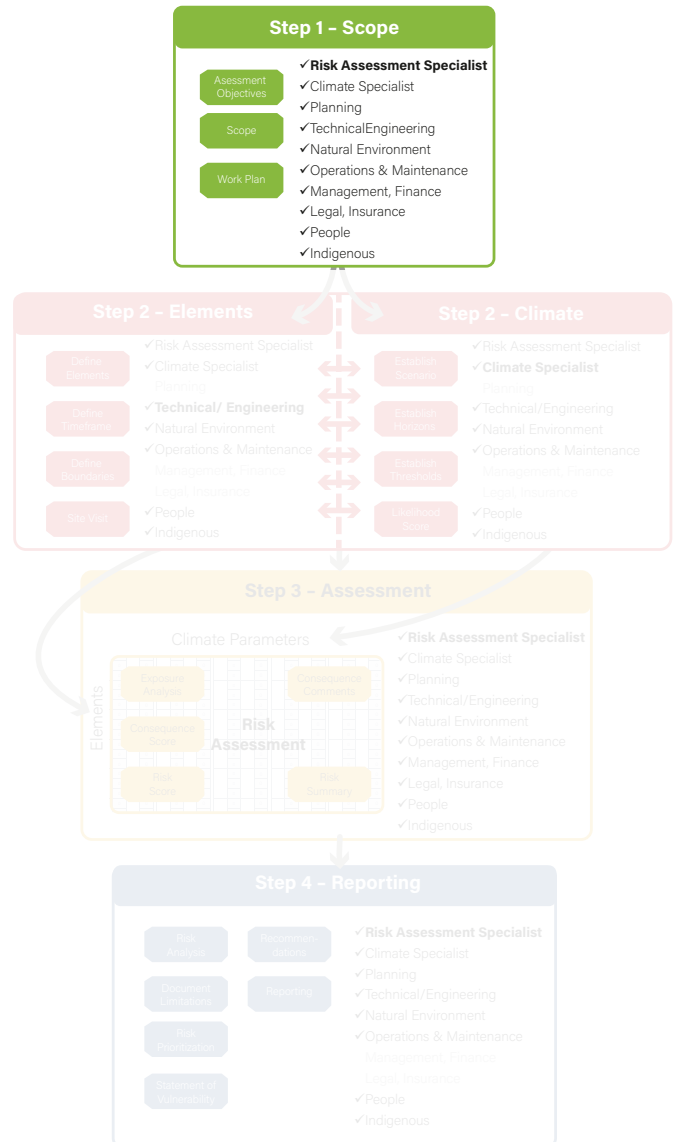 Step 1 – Scope
Asessment
Objectives
Scope
Work Plan
✓Risk Assessment Specialist
✓Climate Specialist
✓Planning
✓TechnicalEngineering
✓Natural Environment
✓Operations & Maintenance
✓Management, Finance
✓Legal, Insurance
✓People
✓Indigenous
Step 2 – Elements
Define
Elements
Define
Timeframe
Define
Boundaries
Site Visit
✓Risk Assessment Specialist
✓Climate Specialist
Planning
✓Technical/ Engineering
✓Natural Environment
✓Operations & Maintenance
Management, Finance
Legal, Insurance
✓People
✓Indigenous
Step 2 – Climate
Establish
Scenario
Establish
Horizons
Establish
Thresholds
Likelihood
Score
✓Risk Assessment Specialist
✓Climate Specialist
Planning
✓Technical/Engineering
✓Natural Environment
✓Operations & Maintenance
Management, Finance
Legal, Insurance
✓People
✓Indigenous
Step 3 – Assessment
Climate Parameters
Elements
Exposure
Analysis
Consequence
Comments
Consequence
Score
Risk
Assessment
Risk
Score
Risk
Summary
✓Risk Assessment Specialist
✓Climate Specialist
✓Planning
✓Technical/Engineering
✓Natural Environment
✓Operations & Maintenance
✓Management, Finance
✓Legal, Insurance
✓People
✓Indigenous
Step 4 – Reporting
Risk
Analysis
Recommen
ditions
Document
Limitations
Reporting
Risk
Prioritization
Statement of
Vulnerability
✓Risk Assessment Specialist
✓Climate Specialist
✓Planning
✓Technical/Engineering
✓Natural Environment
✓Operations & Maintenance
Management, Finance
Legal, Insurance
✓People
✓Indigenous